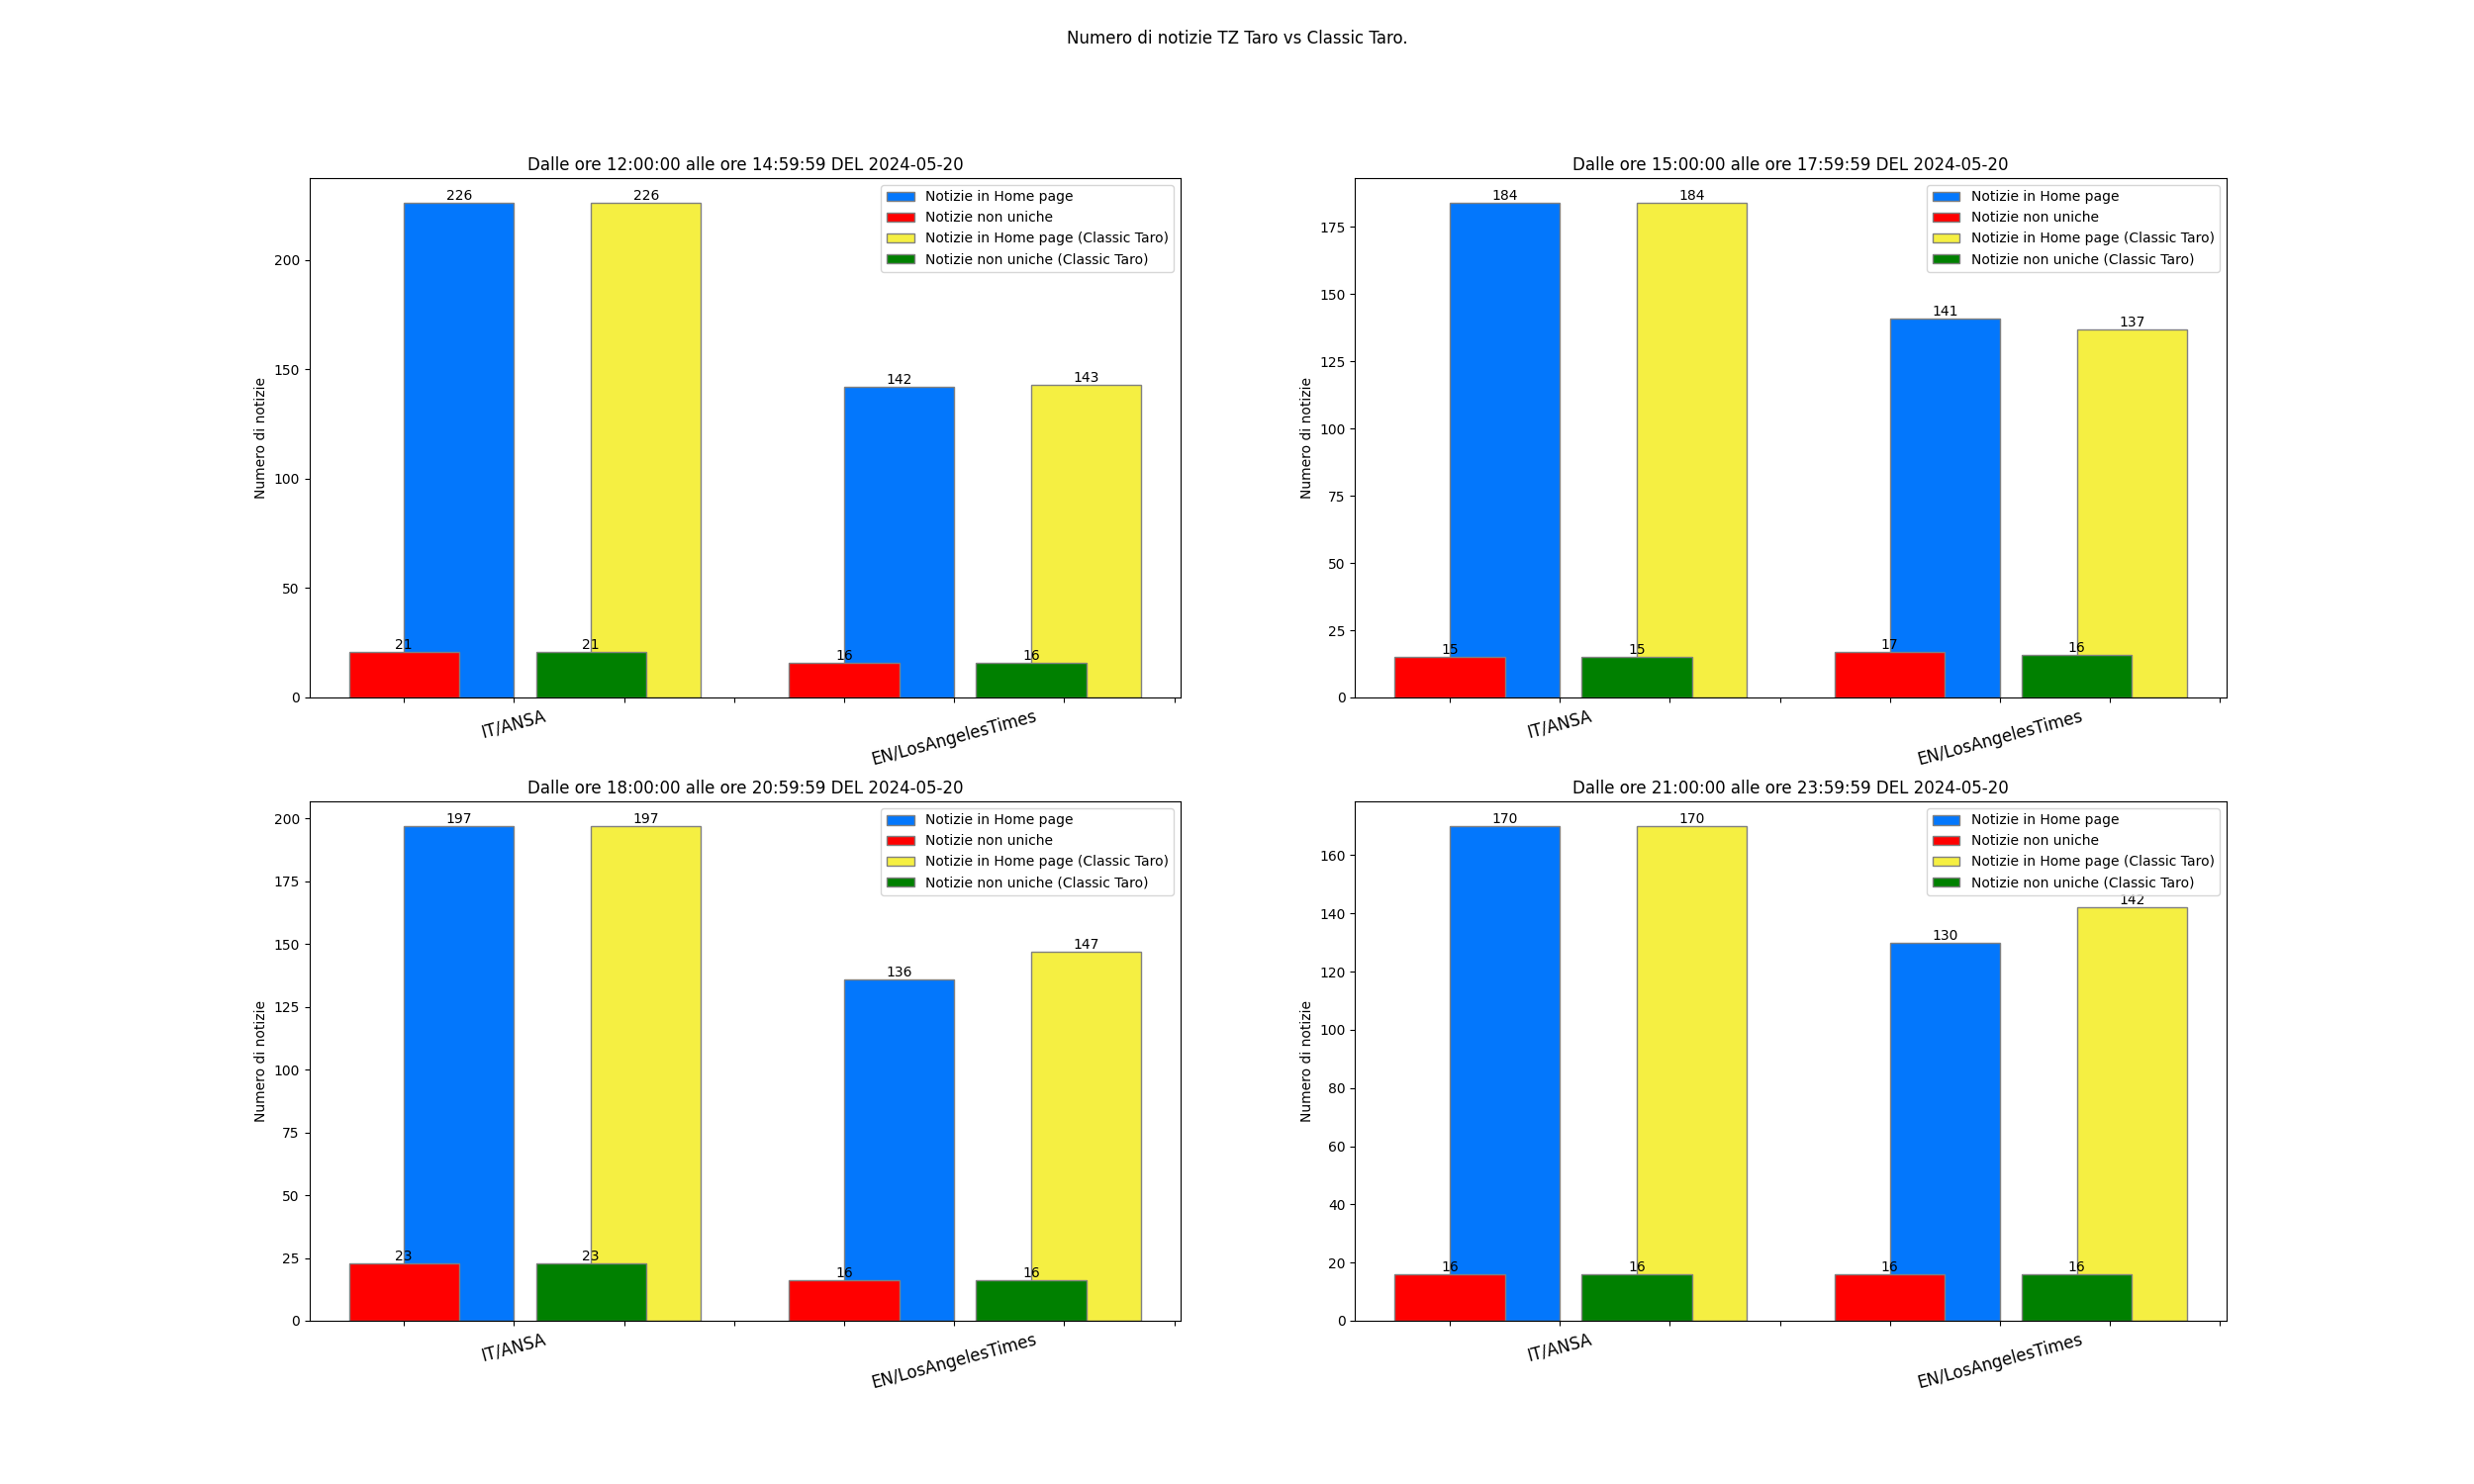 Numero di notizie TZ Taro vs Classic Taro.
Dalle ore 12:00:00 alle ore 14:59:59 DEL 2024-05-20
Numero di notizie
200
150
100
50
0
226
226
142
143
21
21
16
16
Notizie in Home page
Notizie non uniche
Notizie in Home page (Classic Taro)
Notizie non uniche (Classic Taro)
IT/ANSA
EN/LosAngelesTimes
Dalle ore 15:00:00 alle ore 17:59:59 DEL 2024-05-20
Numero di notizie
175
150
125
100
75
50
25
0
184
184
141
137
15
15
17
16
Notizie in Home page
Notizie non uniche
Notizie in Home page (Classic Taro)
Notizie non uniche (Classic Taro)
IT/ANSA
EN/LosAngelesTimes
Dalle ore 18:00:00 alle ore 20:59:59 DEL 2024-05-20
Numero di notizie
200
175
150
125
100
75
50
25
0
197
197
136
147
23
23
16
16
Notizie in Home page
Notizie non uniche
Notizie in Home page (Classic Taro)
Notizie non uniche (Classic Taro)
IT/ANSA
EN/LosAngelesTimes
Dalle ore 21:00:00 alle ore 23:59:59 DEL 2024-05-20
Numero di notizie
160
140
120
100
80
60
40
20
0
170
170
130
142
16
16
16
16
Notizie in Home page
Notizie non uniche
Notizie in Home page (Classic Taro)
Notizie non uniche (Classic Taro)
IT/ANSA
EN/LosAngelesTimes